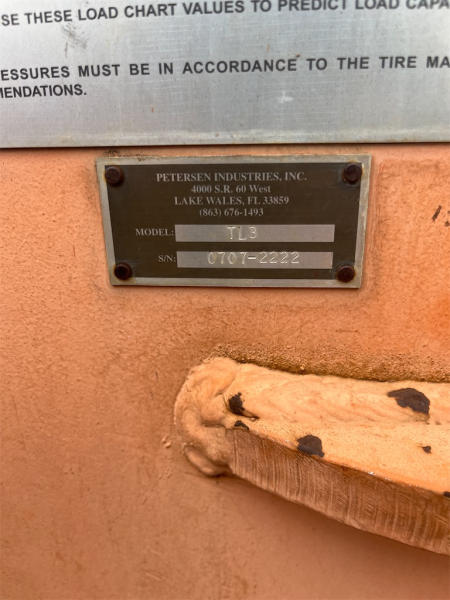 SE THESE LOAD CHART VALUES TO PREDICT LOAD CAPA
ESSURES MUST BE IN ACCORDANCE TO THE TIRE MA
MENDATIONS.
PETERSEN INDUSTRIES, INC.
4000 S.R. 60 West
LAKE WALES, FL 33859
(863) 676-1493
MODEL: TL3
S/N: 0707-2222